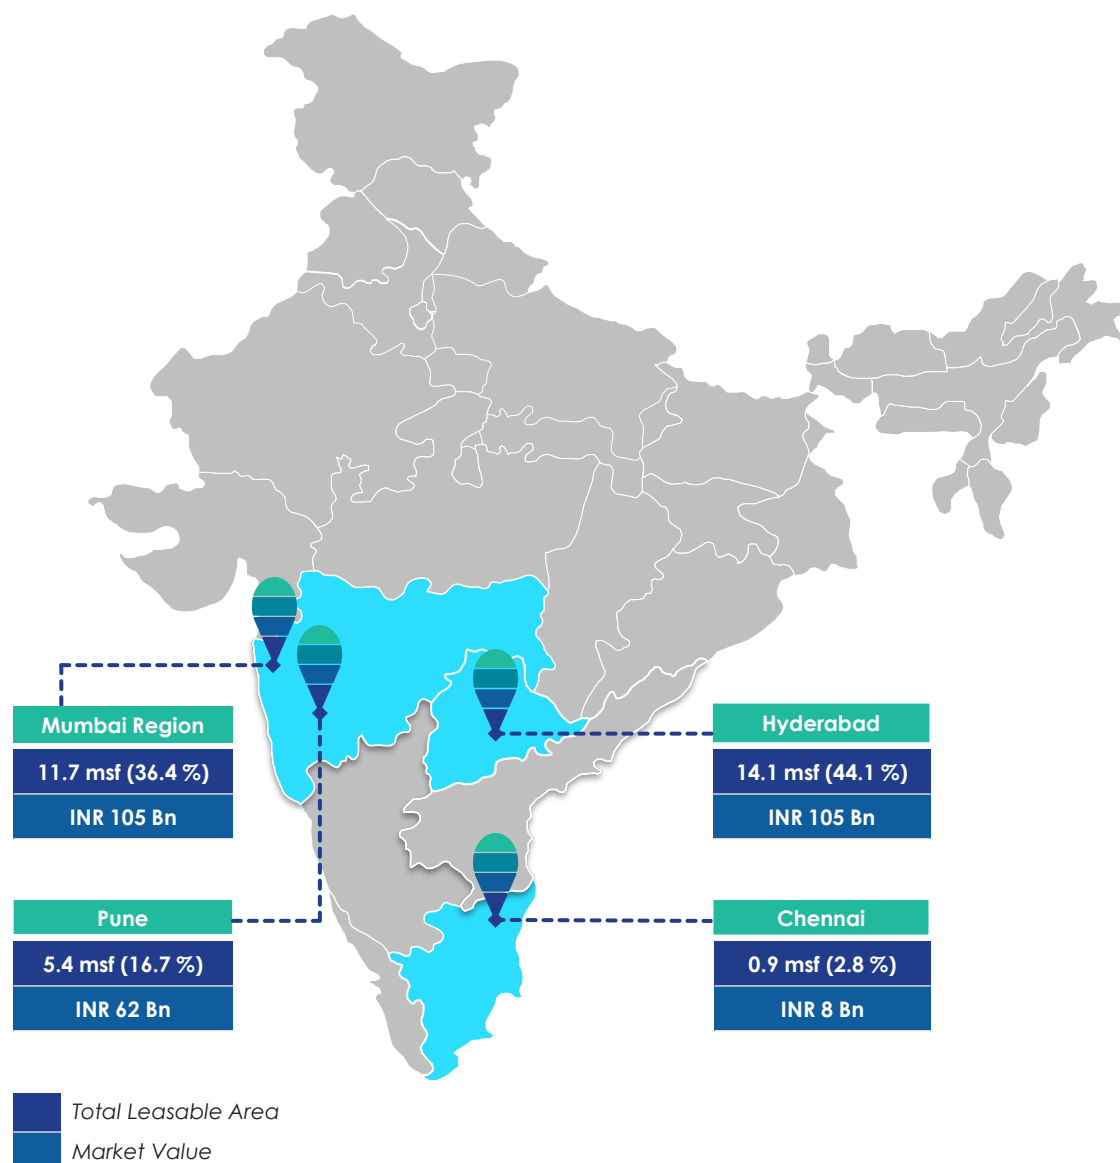 Mumbai Region
11.7 msf (36.4 %)
INR 105 Bn
Hyderabad
14.1 msf (44.1 %)
INR 105 Bn
Pune
5.4 msf (16.7 %)
INR 62 Bn
Chennai
0.9 msf (2.8 %)
INR 8 Bn
Total Leasable Area
Market Value